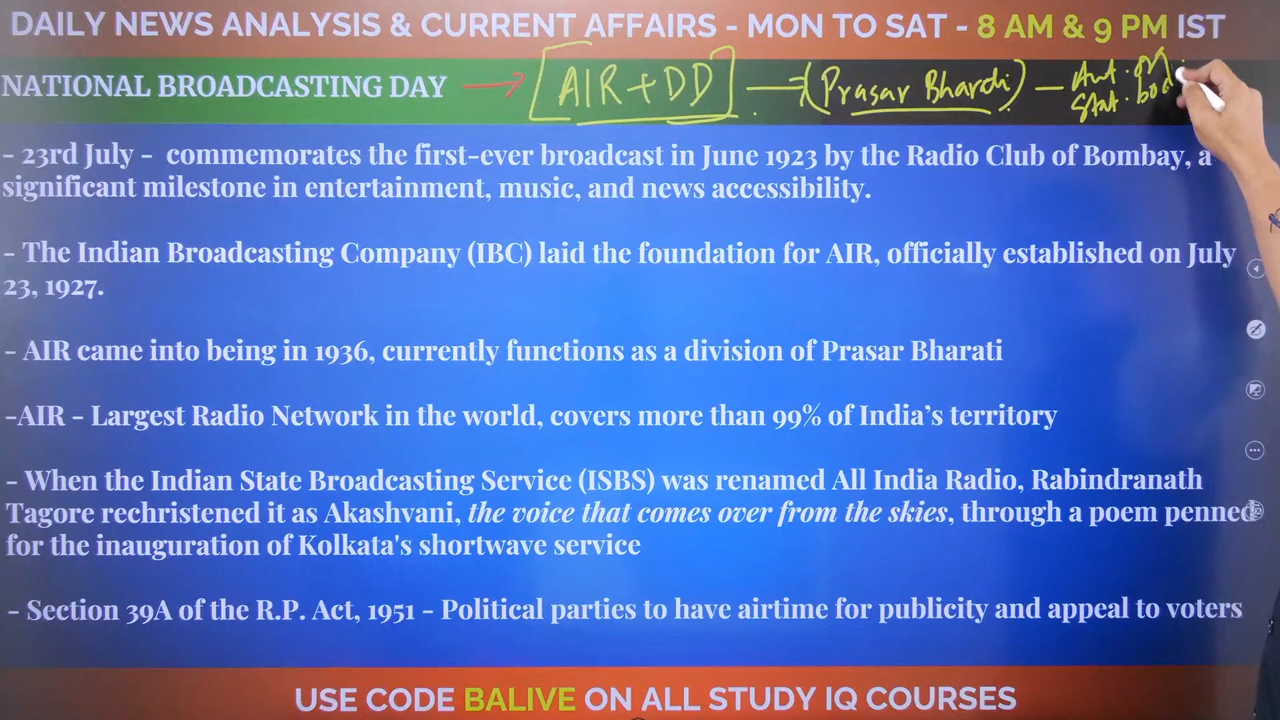 DAILY NEWS ANALYSIS & CURRENT AFFAIRS - MON TO SAT - 8 AM & 9 PM IST
NATIONAL BROADCASTING DAY → [AIR + DD] → (Prasar Bharati) — Aut.
Stat. bod
- 23rd July - commemorates the first-ever broadcast in June 1923 by the Radio Club of Bombay, a
significant milestone in entertainment, music, and news accessibility.
- The Indian Broadcasting Company (IBC) laid the foundation for AIR, officially established on July
23, 1927.
- AIR came into being in 1936, currently functions as a division of Prasar Bharati
-AIR - Largest Radio Network in the world, covers more than 99% of India's territory
- When the Indian State Broadcasting Service (ISBS) was renamed All India Radio, Rabindranath
Tagore rechristened it as Akashvani, the voice that comes over from the skies, through a poem penned
for the inauguration of Kolkata's shortwave service
- Section 39A of the R.P. Act, 1951 - Political parties to have airtime for publicity and appeal to voters
USE CODE BALIVE ON ALL STUDY IQ COURSES